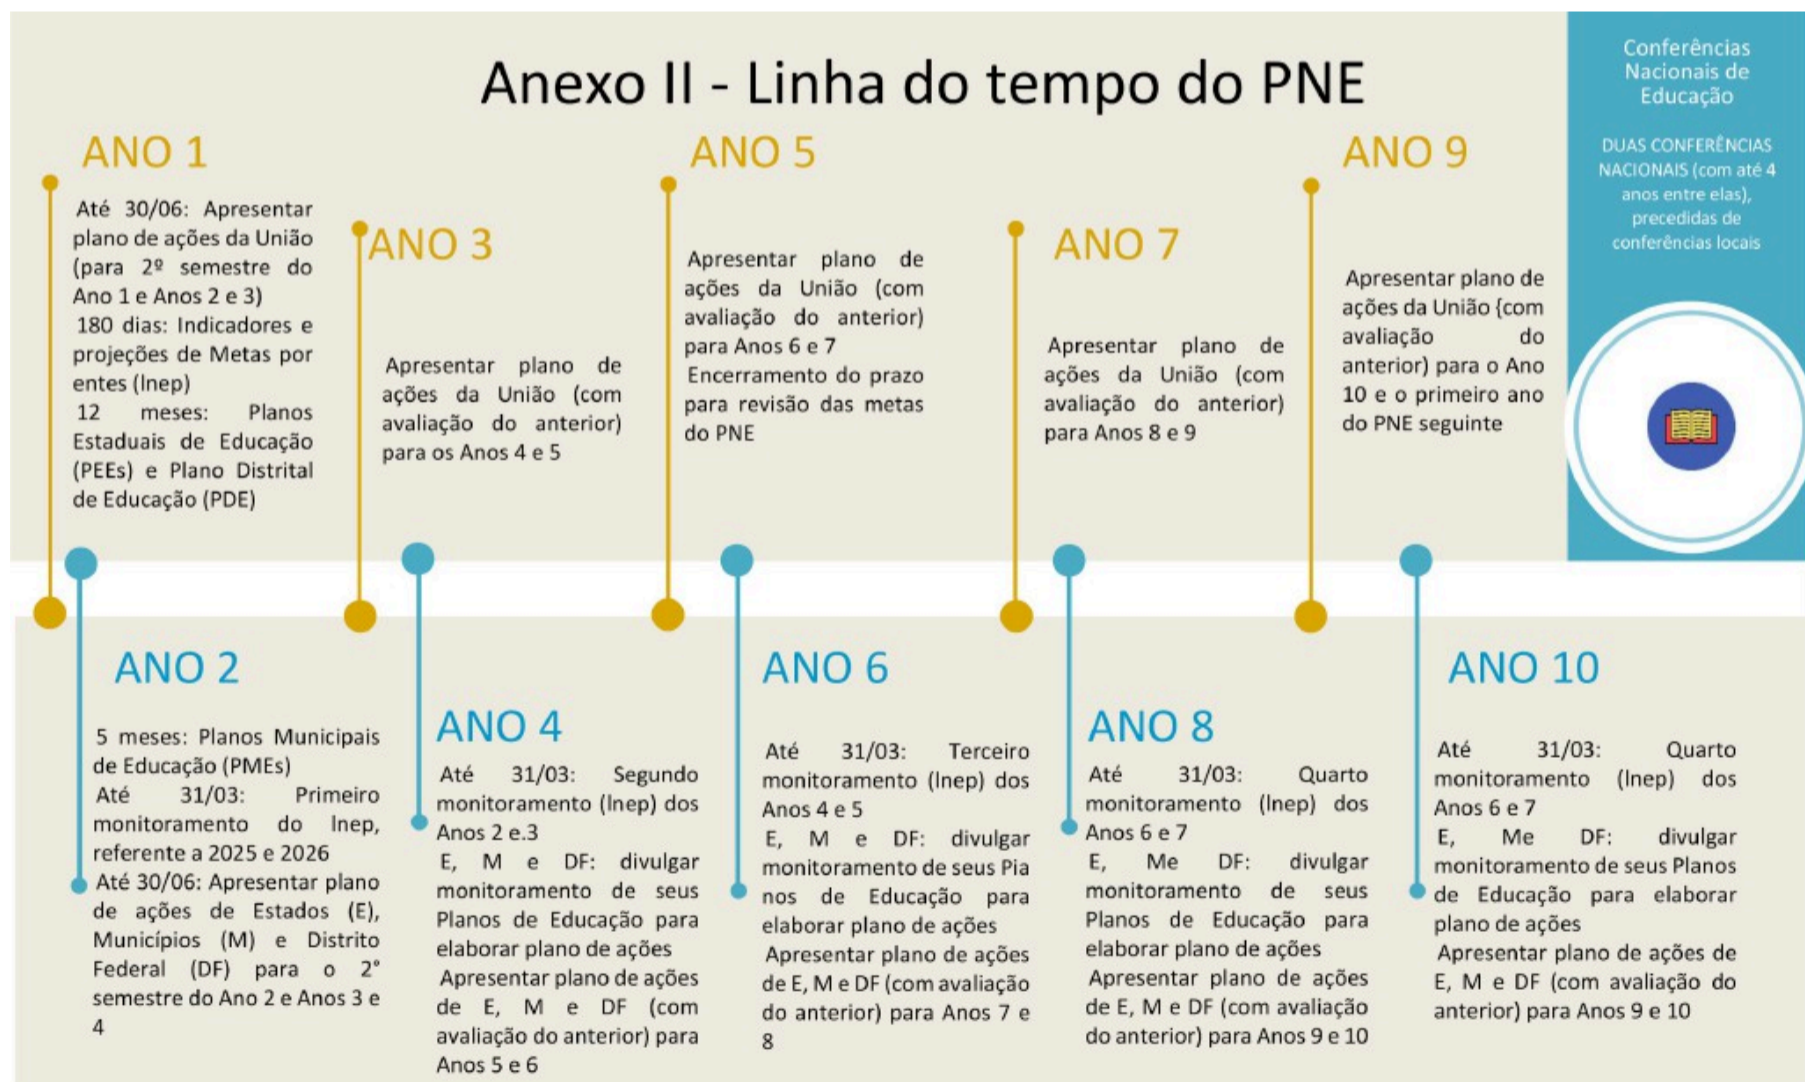 Anexo II - Linha do tempo do PNE
ANO 1
Até 30/06: Apresentar
plano de ações da União
(para 2º semestre do
Ano 1 e Anos 2 e 3)
180 dias: Indicadores e
projeções de Metas por
entes (Inep)
12 meses: Planos
Estaduais de Educação
(PEEs) e Plano Distrital
de Educação (PDE)
ANO 3
Apresentar plano de
ações da União (com
avaliação do anterior)
para os Anos 4 e 5
ANO 5
Apresentar plano de
ações da União (com
avaliação do anterior)
para Anos 6 e 7
Encerramento do prazo
para revisão das metas
do PNE
ANO 7
Apresentar plano de
ações da União (com
avaliação do anterior)
para Anos 8 e 9
ANO 9
Apresentar plano de
ações da União {com
avaliação do
anterior) para o Ano
10 e o primeiro ano
do PNE seguinte
Conferências
Nacionais de
Educação
DUAS CONFERÊNCIAS
NACIONAIS (com até 4
anos entre elas),
precedidas de
conferências locais
ANO 2
5 meses: Planos Municipais
de Educação (PMEs)
Até 31/03: Primeiro
monitoramento do Inep,
referente a 2025 e 2026
Até 30/06: Apresentar plano
de ações de Estados (E),
Municípios (M) e Distrito
Federal (DF) para o 2°
semestre do Ano 2 e Anos 3 e
4
ANO 4
Até 31/03: Segundo
monitoramento (Inep) dos
Anos 2 e.3
E, M e DF: divulgar
monitoramento de seus
Planos de Educação para
elaborar plano de ações
Apresentar plano de ações
de E, M e DF (com
avaliação do anterior) para
Anos 5 e 6
ANO 6
Até 31/03: Terceiro
monitoramento (Inep) dos
Anos 4 e 5
E, M e DF: divulgar
monitoramento de seus Pia
nos de Educação para
elaborar plano de ações
Apresentar plano de ações
de E, M e DF (com avaliação
do anterior) para Anos 7 e
8
ANO 8
Até 31/03: Quarto
monitoramento (Inep) dos
Anos 6 e 7
E, Me DF: divulgar
monitoramento de seus
Planos de Educação para
elaborar plano de ações
Apresentar plano de ações
de E, M e DF (com avaliação
do anterior) para Anos 9 e 10
ANO 10
Até 31/03: Quarto
monitoramento (Inep) dos
Anos 6 e 7
E, Me DF: divulgar
monitoramento de seus Planos
de Educação para elaborar
plano de ações
Apresentar plano de ações de
E, M e DF (com avaliação do
anterior) para Anos 9 e 10